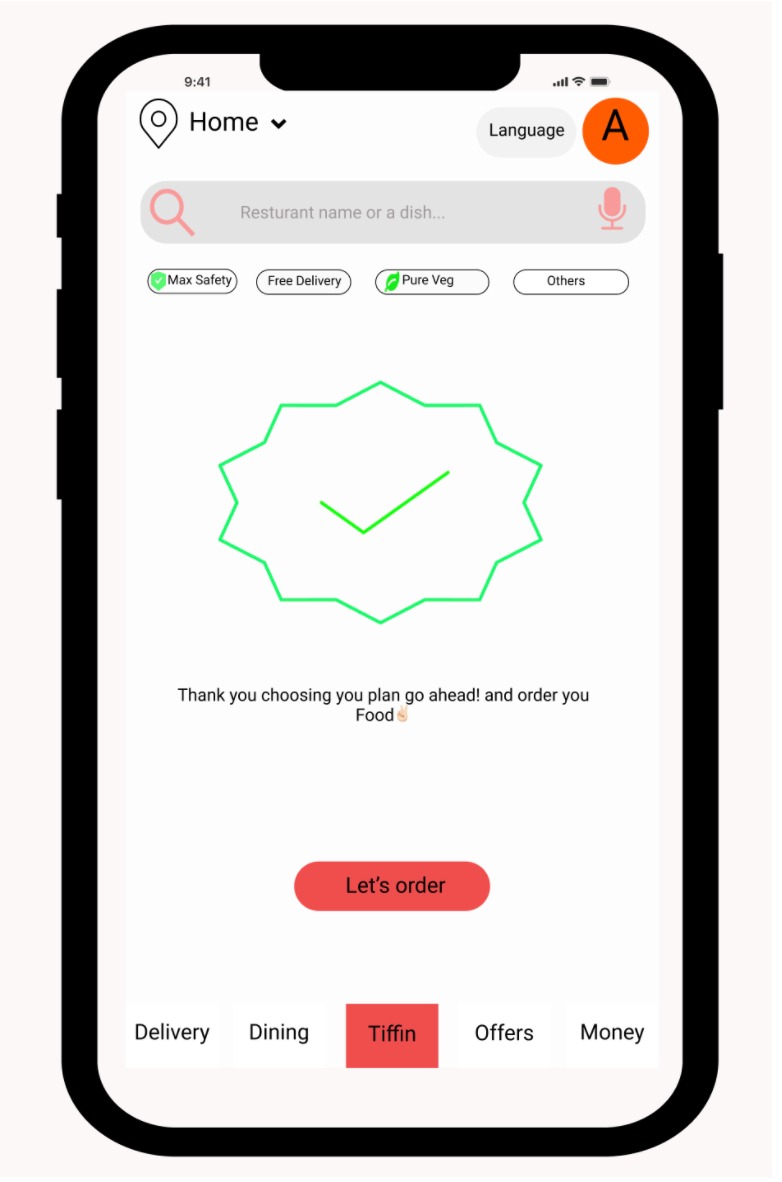 9:41
Home
Language
A
Resturant name or a dish...
Max Safety
Free Delivery
Pure Veg
Others
Thank you choosing you plan go ahead! and order you
Food✌🏻
Let's order
Delivery
Dining
Tiffin
Offers
Money